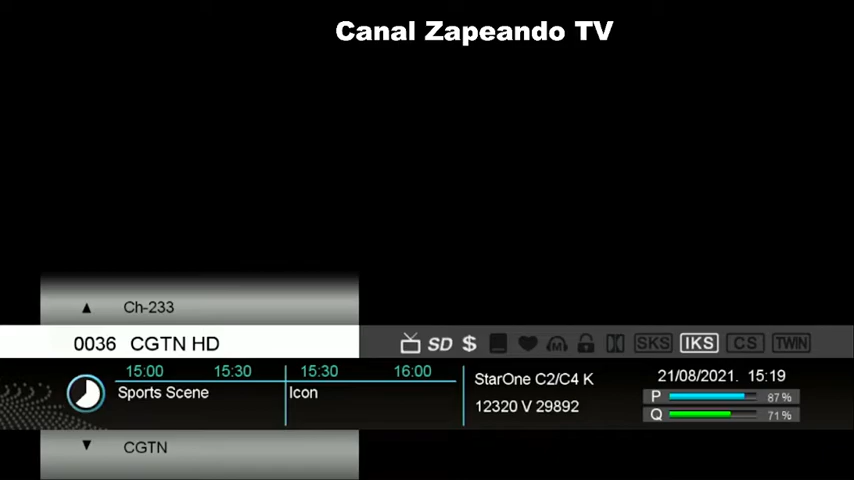 Canal Zapeando TV
▲ Ch-233
0036 CGTN HD SD $ SKS IKS CS TWIN
15:00 15:30 15:30 16:00
Sports Scene Icon
StarOne C2/C4 K
12320 V 29892
21/08/2021. 15:19
P 87%
Q 71%
▼ CGTN